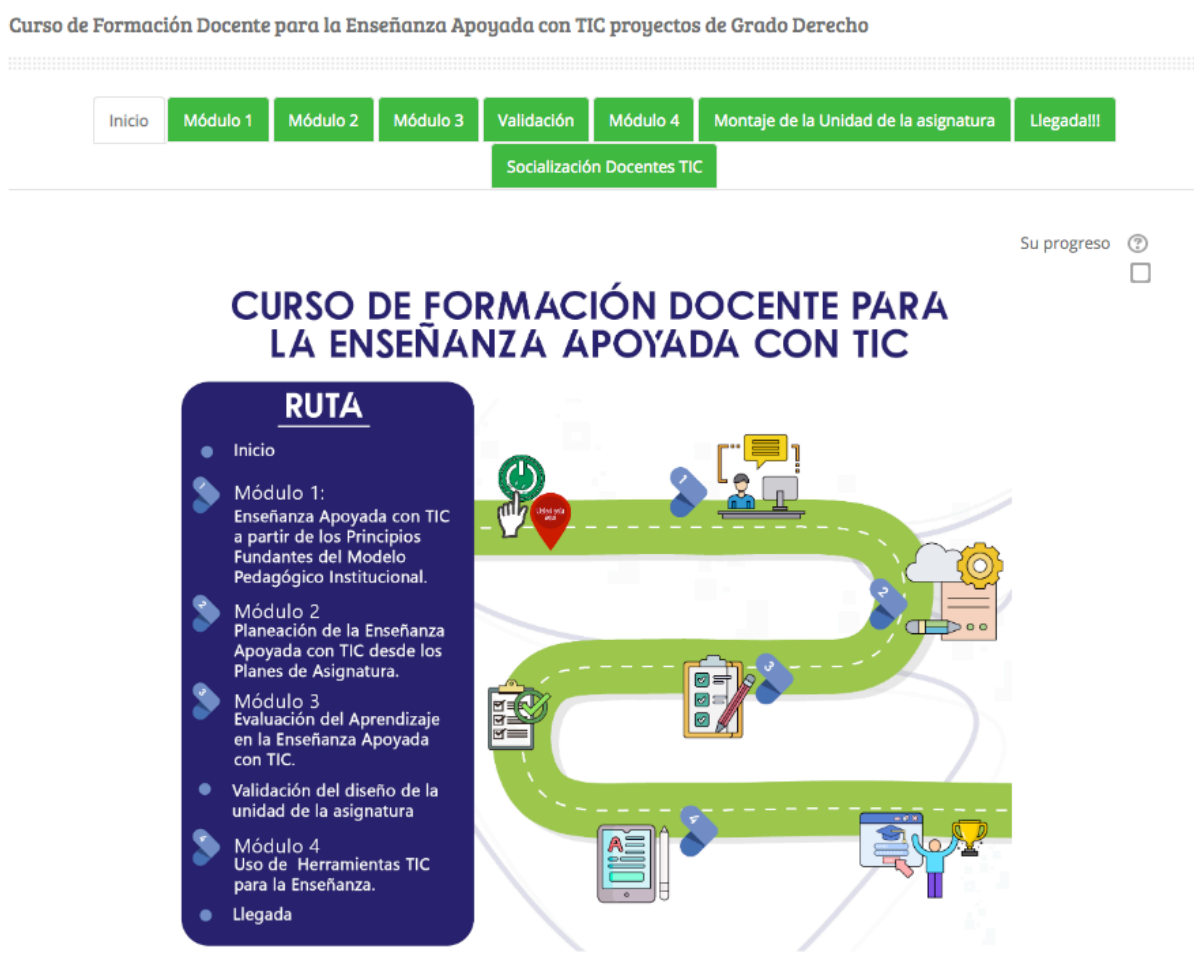 Curso de Formación Docente para la Enseñanza Apoyada con TIC proyectos de Grado Derecho
Inicio
Módulo 1
Módulo 2
Módulo 3
Validación
Módulo 4
Montaje de la Unidad de la asignatura
Llegada!!!
Socialización Docentes TIC
Su progreso
CURSO DE FORMACIÓN DOCENTE PARA
LA ENSEÑANZA APOYADA CON TIC
RUTA
Inicio
1
Módulo 1:
Enseñanza Apoyada con TIC
a partir de los Principios
Fundantes del Modelo
Pedagógico Institucional.
2
Módulo 2
Planeación de la Enseñanza
Apoyada con TIC desde los
Planes de Asignatura.
3
Módulo 3
Evaluación del Aprendizaje
en la Enseñanza Apoyada
con TIC.
Validación del diseño de la
unidad de la asignatura
4
Módulo 4
Uso de Herramientas TIC
para la Enseñanza.
Llegada
1
2
3
4
A